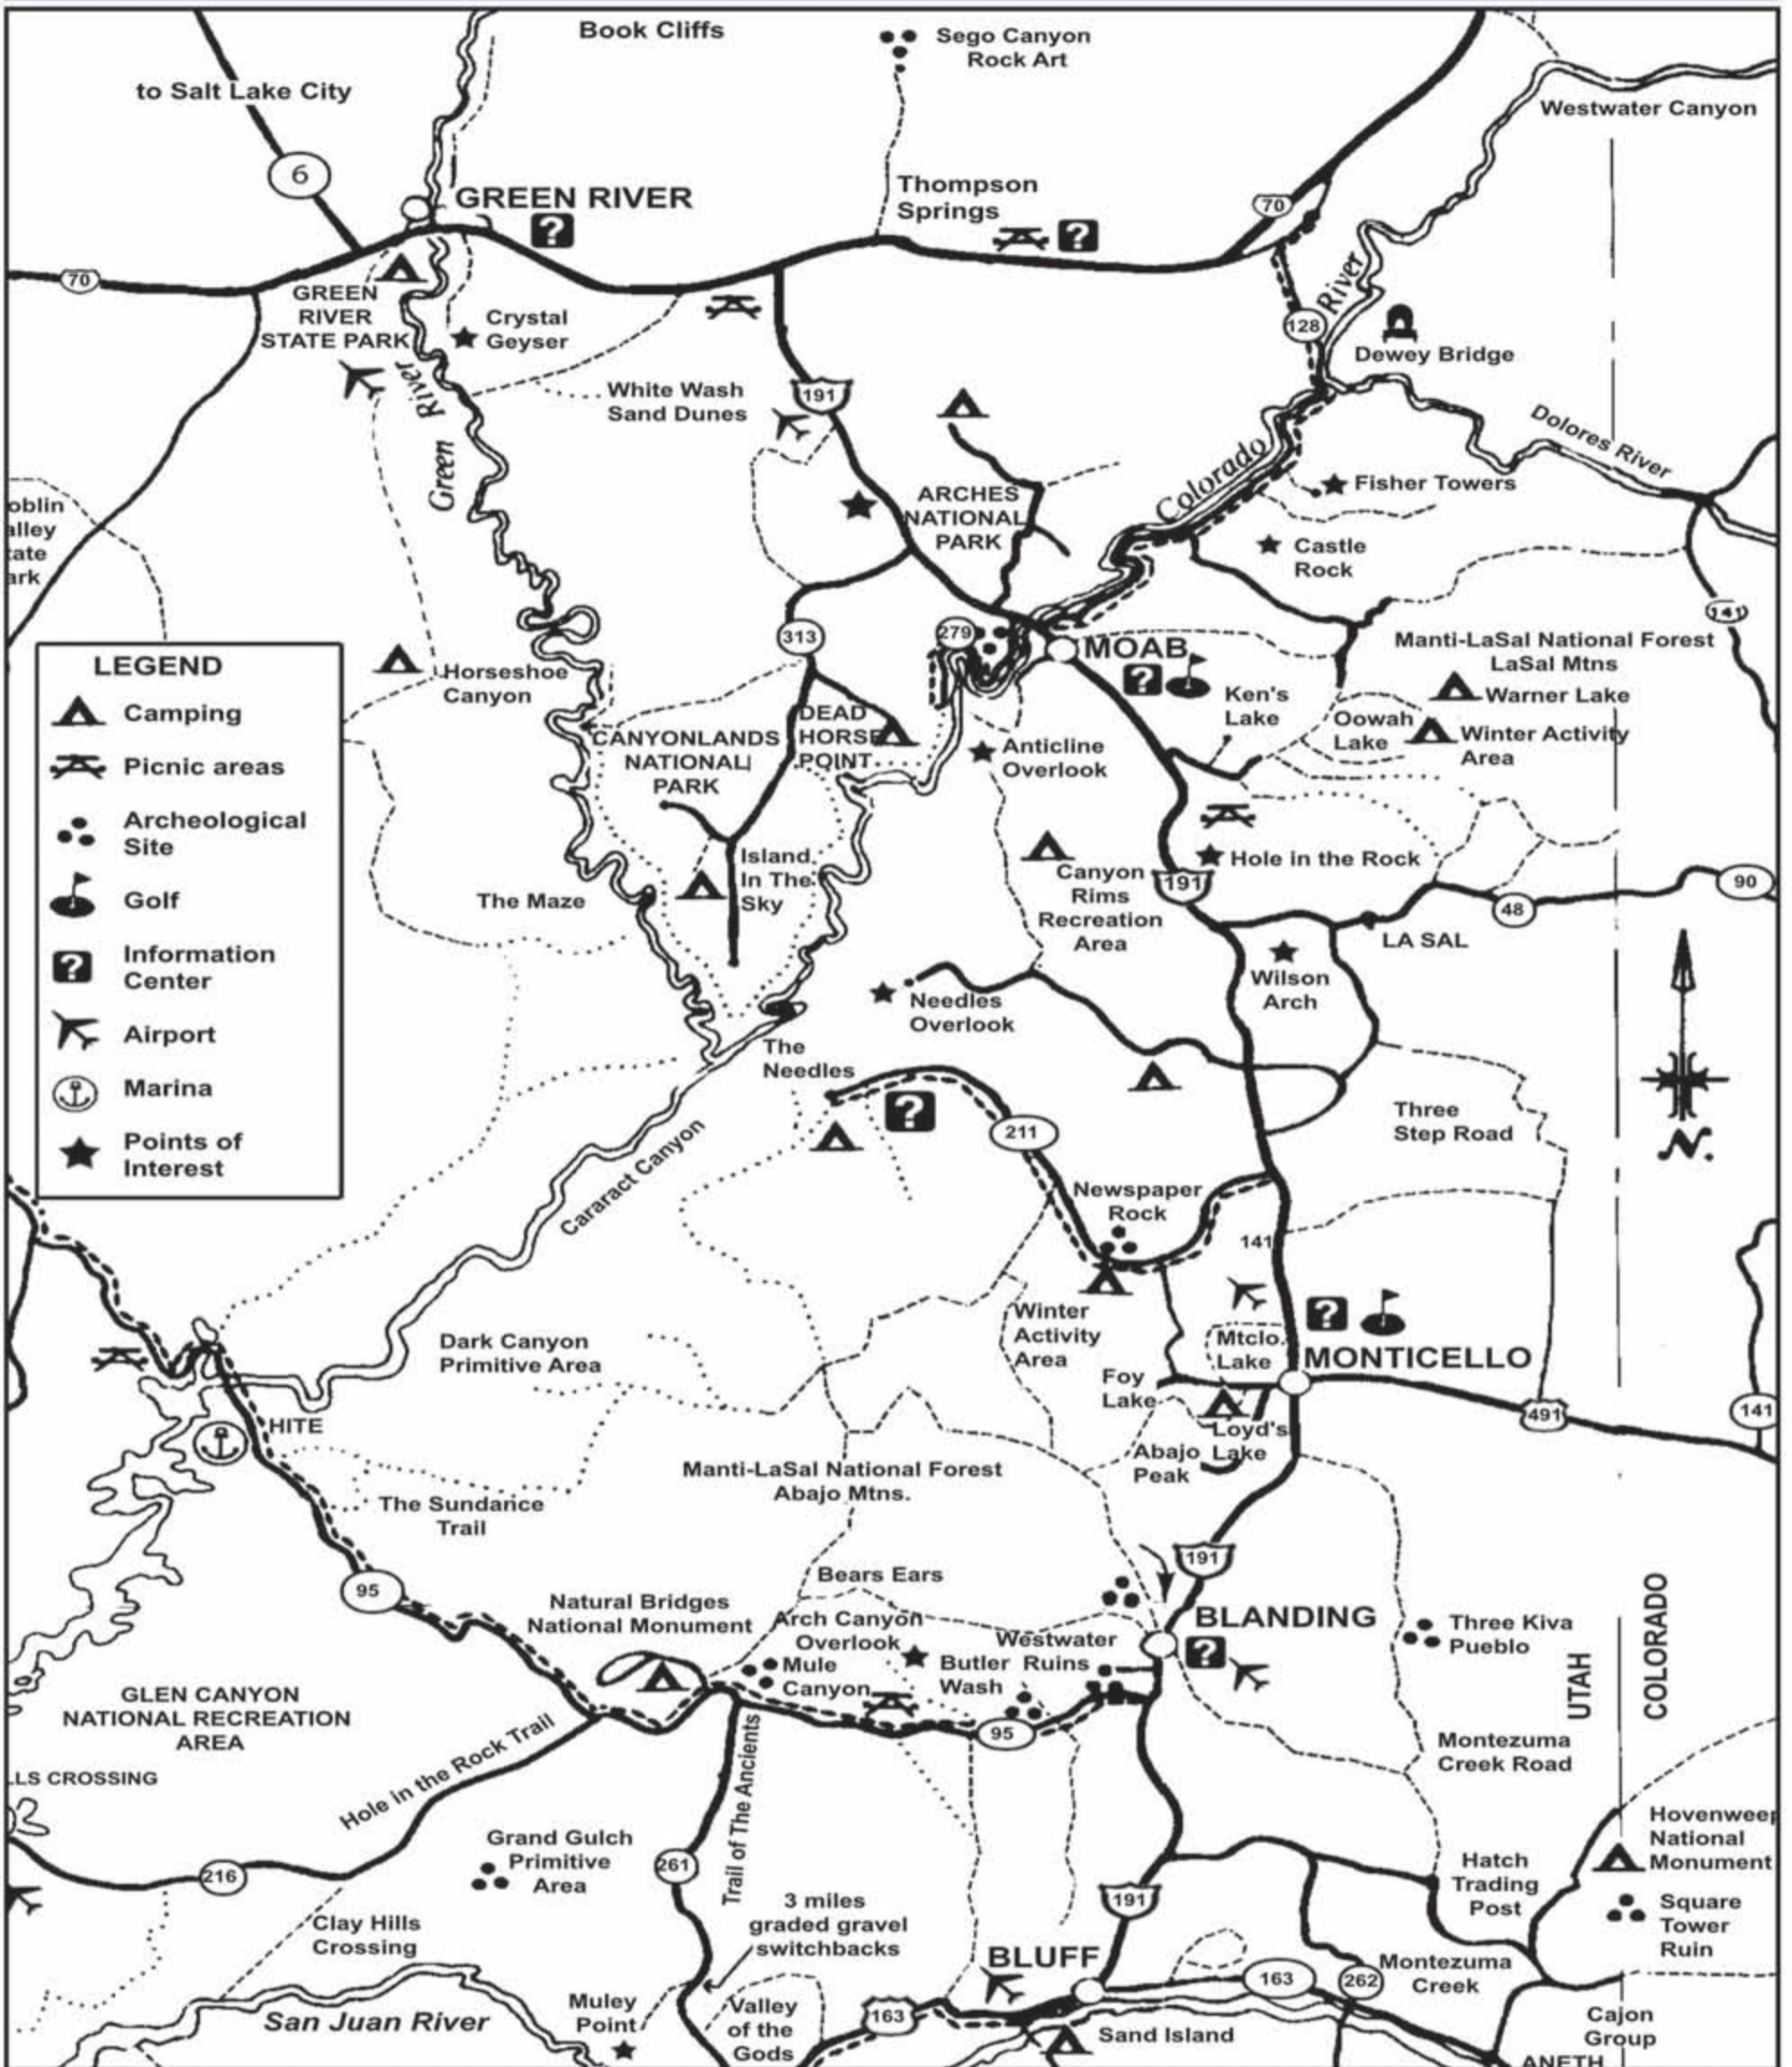 Book Cliffs
Sego Canyon
Rock Art
to Salt Lake City
Westwater Canyon
6
GREEN RIVER
?
Thompson
Springs
?
70
70
GREEN
RIVER
STATE PARK
Crystal
Geyser
River
128
Dewey Bridge
River
Green
White Wash
Sand Dunes
191
Dolores River
Colorado
Fisher Towers
ARCHES
NATIONAL
PARK
Castle
Rock
oblin
alley
tate
ark
141
313
279
MOAB
?
Manti-LaSal National Forest
LaSal Mtns
Warner Lake
Ken's
Lake
Oowah
Lake
Winter Activity
Area
LEGEND
Camping
Picnic areas
Archeological
Site
Golf
?
Information
Center
Airport
Marina
Points of
Interest
Horseshoe
Canyon
CANYONLANDS
NATIONAL
PARK
DEAD
HORSE
POINT
Anticline
Overlook
Island
In The
Sky
The Maze
Canyon
Rims
Recreation
Area
Hole in the Rock
191
90
48
LA SAL
Wilson
Arch
Needles
Overlook
The
Needles
?
211
Three
Step Road
N.
Cararact Canyon
Newspaper
Rock
141
?
Winter
Activity
Area
Mtclo.
Lake
MONTICELLO
Foy
Lake
Loyd's
Lake
Abajo
Peak
491
141
Dark Canyon
Primitive Area
HITE
Manti-LaSal National Forest
Abajo Mtns.
The Sundance
Trail
95
191
Bears Ears
Natural Bridges
National Monument
Arch Canyon
Overlook
Mule
Canyon
Westwater
Ruins
Butler
Wash
BLANDING
?
Three Kiva
Pueblo
UTAH
COLORADO
95
GLEN CANYON
NATIONAL RECREATION
AREA
LLS CROSSING
Hole in the Rock Trail
Trail of The Ancients
Montezuma
Creek Road
216
Grand Gulch
Primitive
Area
261
3 miles
graded gravel
switchbacks
191
Hatch
Trading
Post
Hovenweep
National
Monument
Square
Tower
Ruin
Clay Hills
Crossing
BLUFF
163
262
Montezuma
Creek
San Juan River
Muley
Point
Valley
of the
Gods
163
Sand Island
Cajon
Group
ANETH